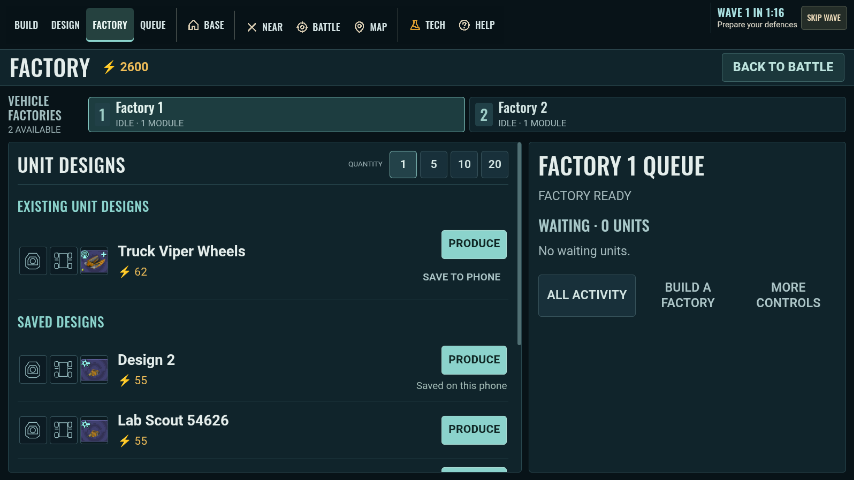 BUILD DESIGN FACTORY QUEUE BASE NEAR BATTLE MAP TECH HELP
WAVE 1 IN 1:16
Prepare your defences
SKIP WAVE
FACTORY
2600
BACK TO BATTLE
VEHICLE
FACTORIES
2 AVAILABLE
1
Factory 1
IDLE · 1 MODULE
2
Factory 2
IDLE · 1 MODULE
UNIT DESIGNS
QUANTITY 1 5 10 20
EXISTING UNIT DESIGNS
Truck Viper Wheels
62
PRODUCE
SAVE TO PHONE
SAVED DESIGNS
Design 2
55
PRODUCE
Saved on this phone
Lab Scout 54626
55
PRODUCE
FACTORY 1 QUEUE
FACTORY READY
WAITING · 0 UNITS
No waiting units.
ALL ACTIVITY
BUILD A
FACTORY
MORE
CONTROLS